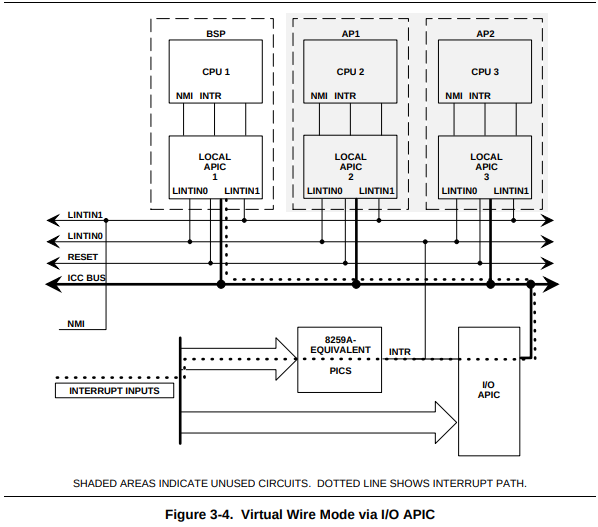 BSP
AP1
AP2
CPU 1
CPU 2
CPU 3
NMI INTR
NMI INTR
NMI INTR
LOCAL
APIC
1
LOCAL
APIC
2
LOCAL
APIC
3
LINTIN0 LINTIN1
LINTIN0 LINTIN1
LINTIN0 LINTIN1
LINTIN1
LINTIN0
RESET
ICC BUS
NMI
8259A-
EQUIVALENT
PICS
INTR
I/O
APIC
INTERRUPT INPUTS
SHADED AREAS INDICATE UNUSED CIRCUITS. DOTTED LINE SHOWS INTERRUPT PATH.
Figure 3-4. Virtual Wire Mode via I/O APIC